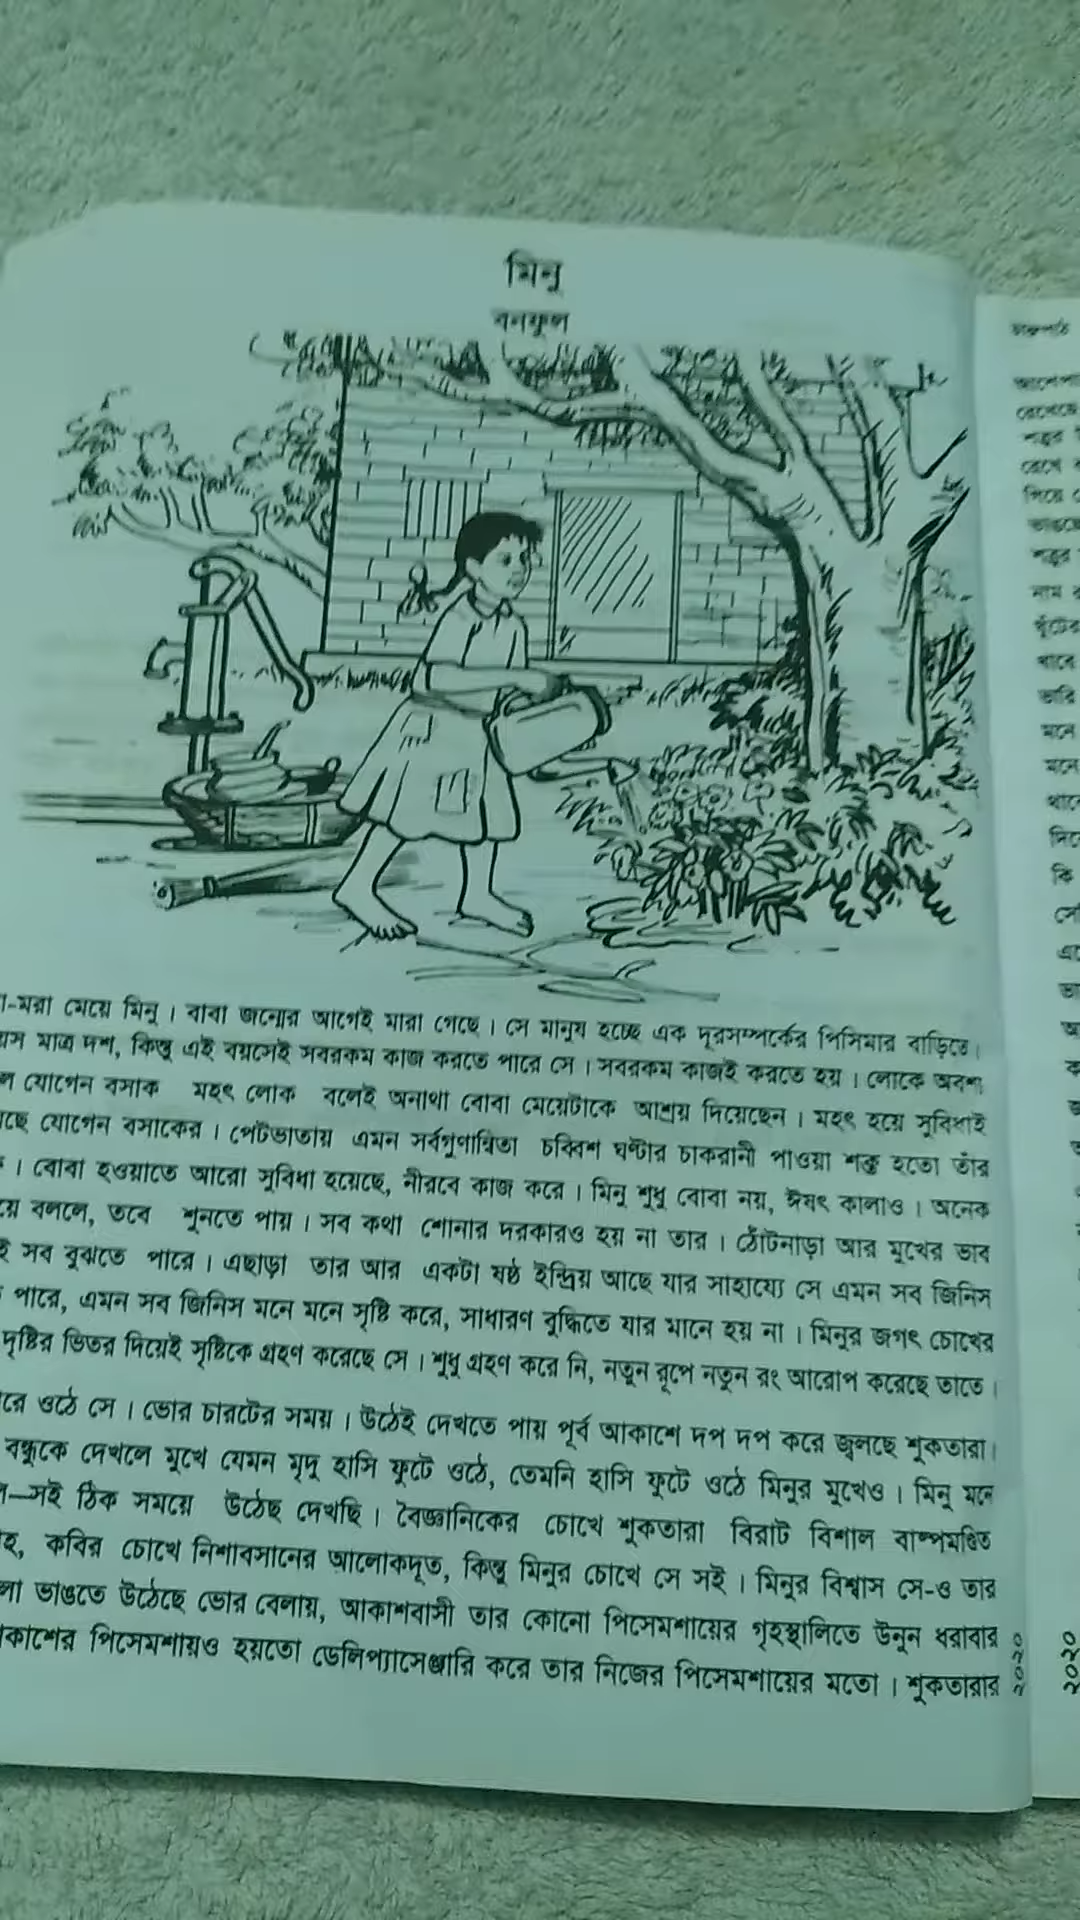 মিনু
বনফুল
-মরা মেয়ে মিনু। বাবা জন্মের আগেই মারা গেছে। সে মানুষ হচ্ছে এক দূরসম্পর্কের পিসিমার বাড়িতে।
মাত্র দশ, কিন্তু এই বয়সেই সবরকম কাজ করতে পারে সে। সবরকম কাজই করতে হয়। লোকে অবশ্য
যোগেন বসাক মহৎ লোক বলেই অনাথা বোবা মেয়েটাকে আশ্রয় দিয়েছেন। মহৎ হয়ে সুবিধাই
যোগেন বসাকের। পেটভাতায় এমন সর্বগুণান্বিতা চব্বিশ ঘণ্টার চাকরানী পাওয়া শক্ত হতো তাঁর
। বোবা হওয়াতে আরো সুবিধা হয়েছে, নীরবে কাজ করে। মিনু শুধু বোবা নয়, ঈষৎ কালাও। অনেক
বললে, তবে শুনতে পায়। সব কথা শোনার দরকারও হয় না তার। ঠোঁটনাড়া আর মুখের ভাব
সব বুঝতে পারে। এছাড়া তার আর একটা ষষ্ঠ ইন্দ্রিয় আছে যার সাহায্যে সে এমন সব জিনিস
পারে, এমন সব জিনিস মনে মনে সৃষ্টি করে, সাধারণ বুদ্ধিতে যার মানে হয় না। মিনুর জগৎ চোখের
দৃষ্টির ভিতর দিয়েই সৃষ্টিকে গ্রহণ করেছে সে। শুধু গ্রহণ করে নি, নতুন রূপে নতুন রং আরোপ করেছে তাতে।
ওঠে সে। ভোর চারটের সময়। উঠেই দেখতে পায় পূর্ব আকাশে দপ দপ করে জ্বলছে শুকতারা।
বন্ধুকে দেখলে মুখে যেমন মৃদু হাসি ফুটে ওঠে, তেমনি হাসি ফুটে ওঠে মিনুর মুখেও। মিনু মনে
—সই ঠিক সময়ে উঠেছ দেখছি। বৈজ্ঞানিকের চোখে শুকতারা বিরাট বিশাল বাষ্পমণ্ডিত
কবির চোখে নিশাবসানের আলোকদূত, কিন্তু মিনুর চোখে সে সই। মিনুর বিশ্বাস সে-ও তার
ভাঙতে উঠেছে ভোর বেলায়, আকাশবাসী তার কোনো পিসেমশায়ের গৃহস্থালিতে উনুন ধরাবার
পিসেমশায়ও হয়তো ডেলিপ্যাসেঞ্জারি করে তার নিজের পিসেমশায়ের মতো। শুকতারার
২০২০
২০২০